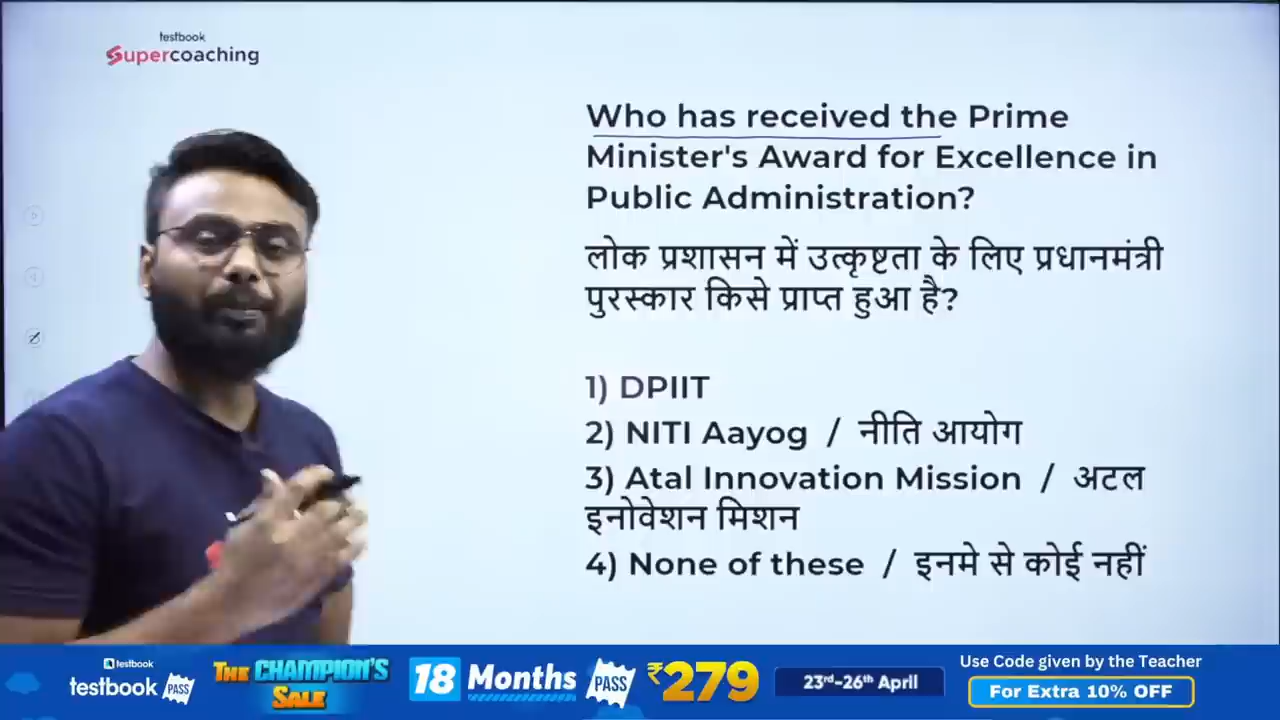 testbook
Supercoaching
Who has received the Prime
Minister's Award for Excellence in
Public Administration?
लोक प्रशासन में उत्कृष्टता के लिए प्रधानमंत्री
पुरस्कार किसे प्राप्त हुआ है?
1) DPIIT
2) NITI Aayog / नीति आयोग
3) Atal Innovation Mission / अटल
इनोवेशन मिशन
4) None of these / इनमे से कोई नहीं
testbook
testbook PASS
THE CHAMPION'S
SALE
18 Months PASS ₹279
23rd-26th April
Use Code given by the Teacher
For Extra 10% OFF